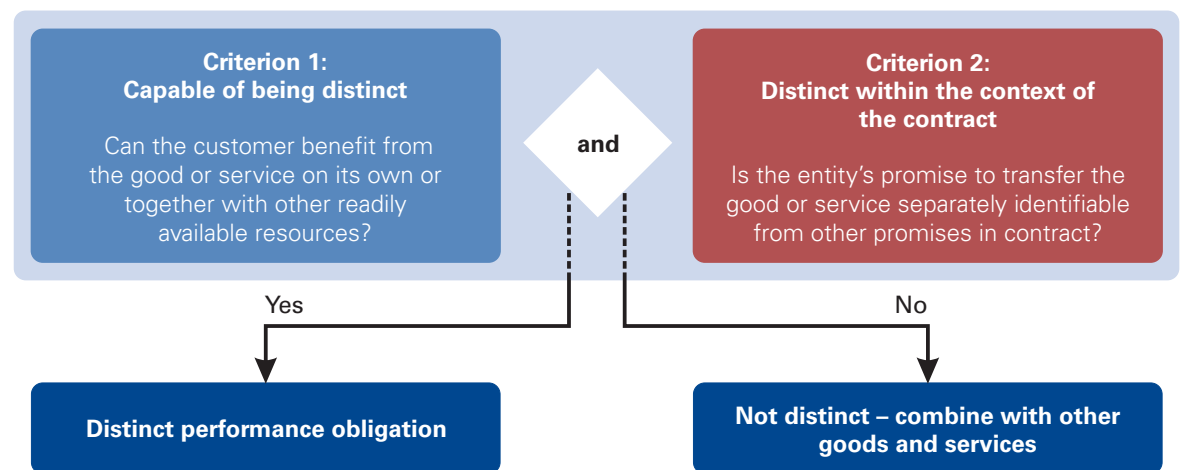 Criterion 1:
Capable of being distinct
Can the customer benefit from
the good or service on its own or
together with other readily
available resources?
and
Criterion 2:
Distinct within the context of
the contract
Is the entity’s promise to transfer the
good or service separately identifiable
from other promises in contract?
Yes
No
Distinct performance obligation
Not distinct – combine with other
goods and services